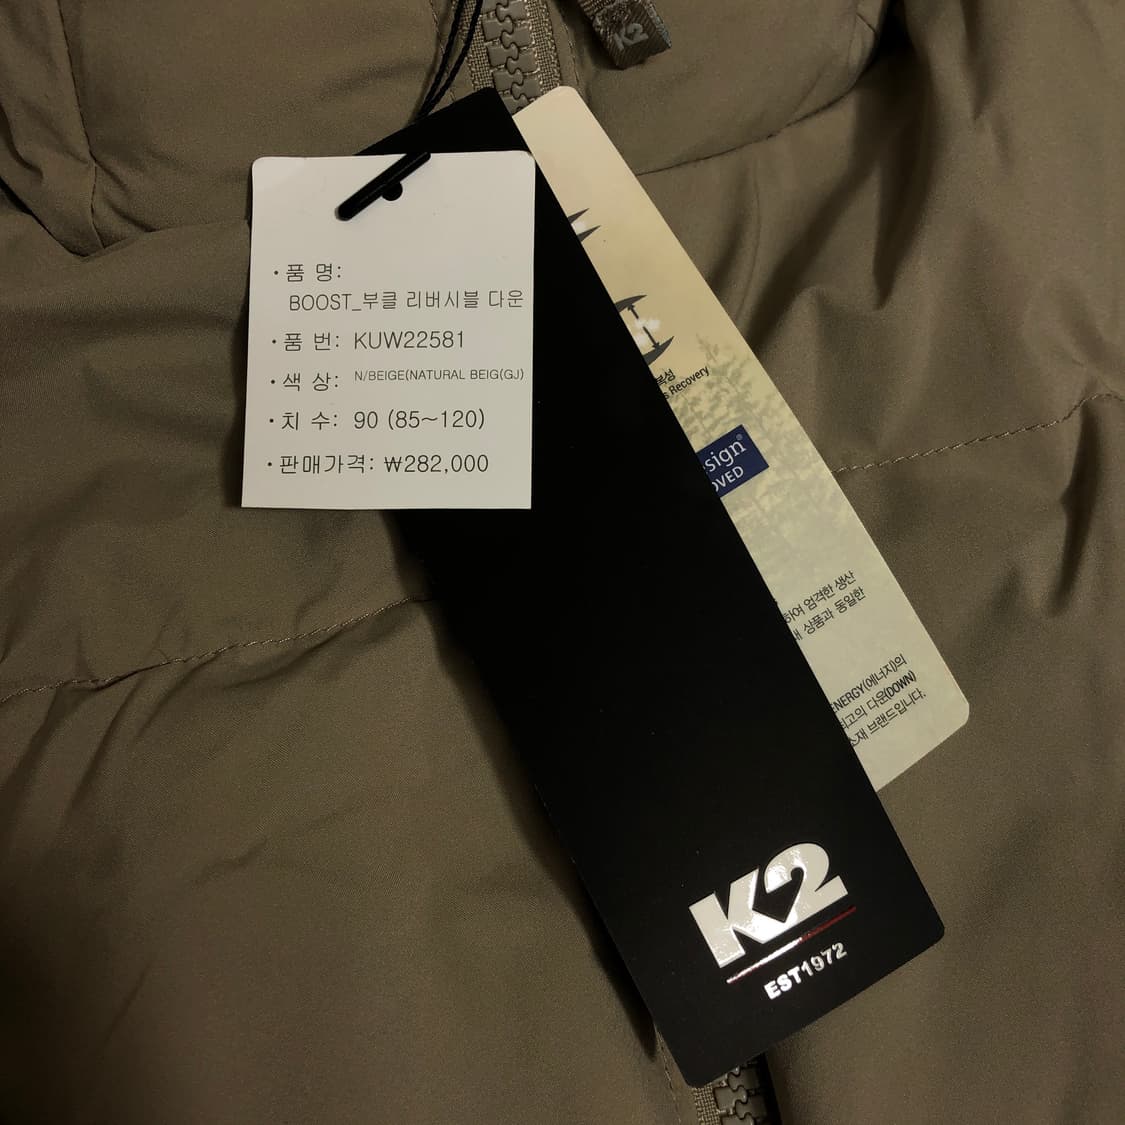 K2
• 품 명:
BOOST_부클 리버시블 다운
• 품 번: KUW22581
• 색 상: N/BEIGE(NATURAL BEIG(GJ)
• 치 수: 90 (85~120)
• 판매가격: ₩282,000
Recovery
하여 엄격한 생산
상품과 동일한
ENERGY(에너지)의
최고의 다운(DOWN)
소재 브랜드입니다.
K2
EST1972